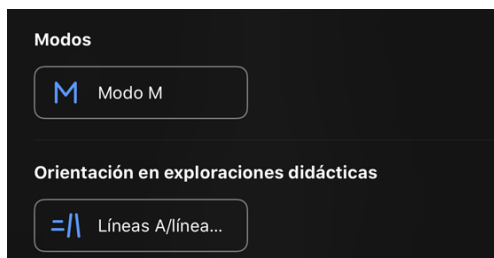 Modos
Modo M
Orientación en exploraciones didácticas
Líneas A/línea...